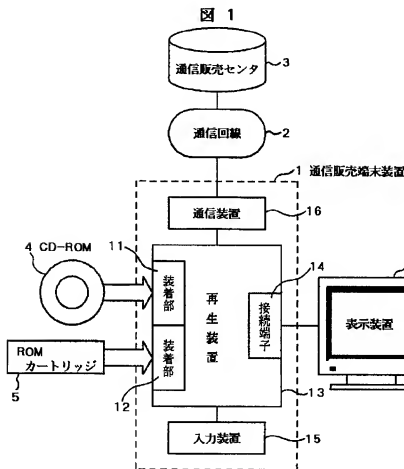 図 1
通信販売センタ
3
通信回線
2
1 通信販売端末装置
通信装置
16
4 CD-ROM
11
装着部
再生装置
14
接続端子
表示装置
ROM
カートリッジ
5
装着部
12
13
入力装置
15